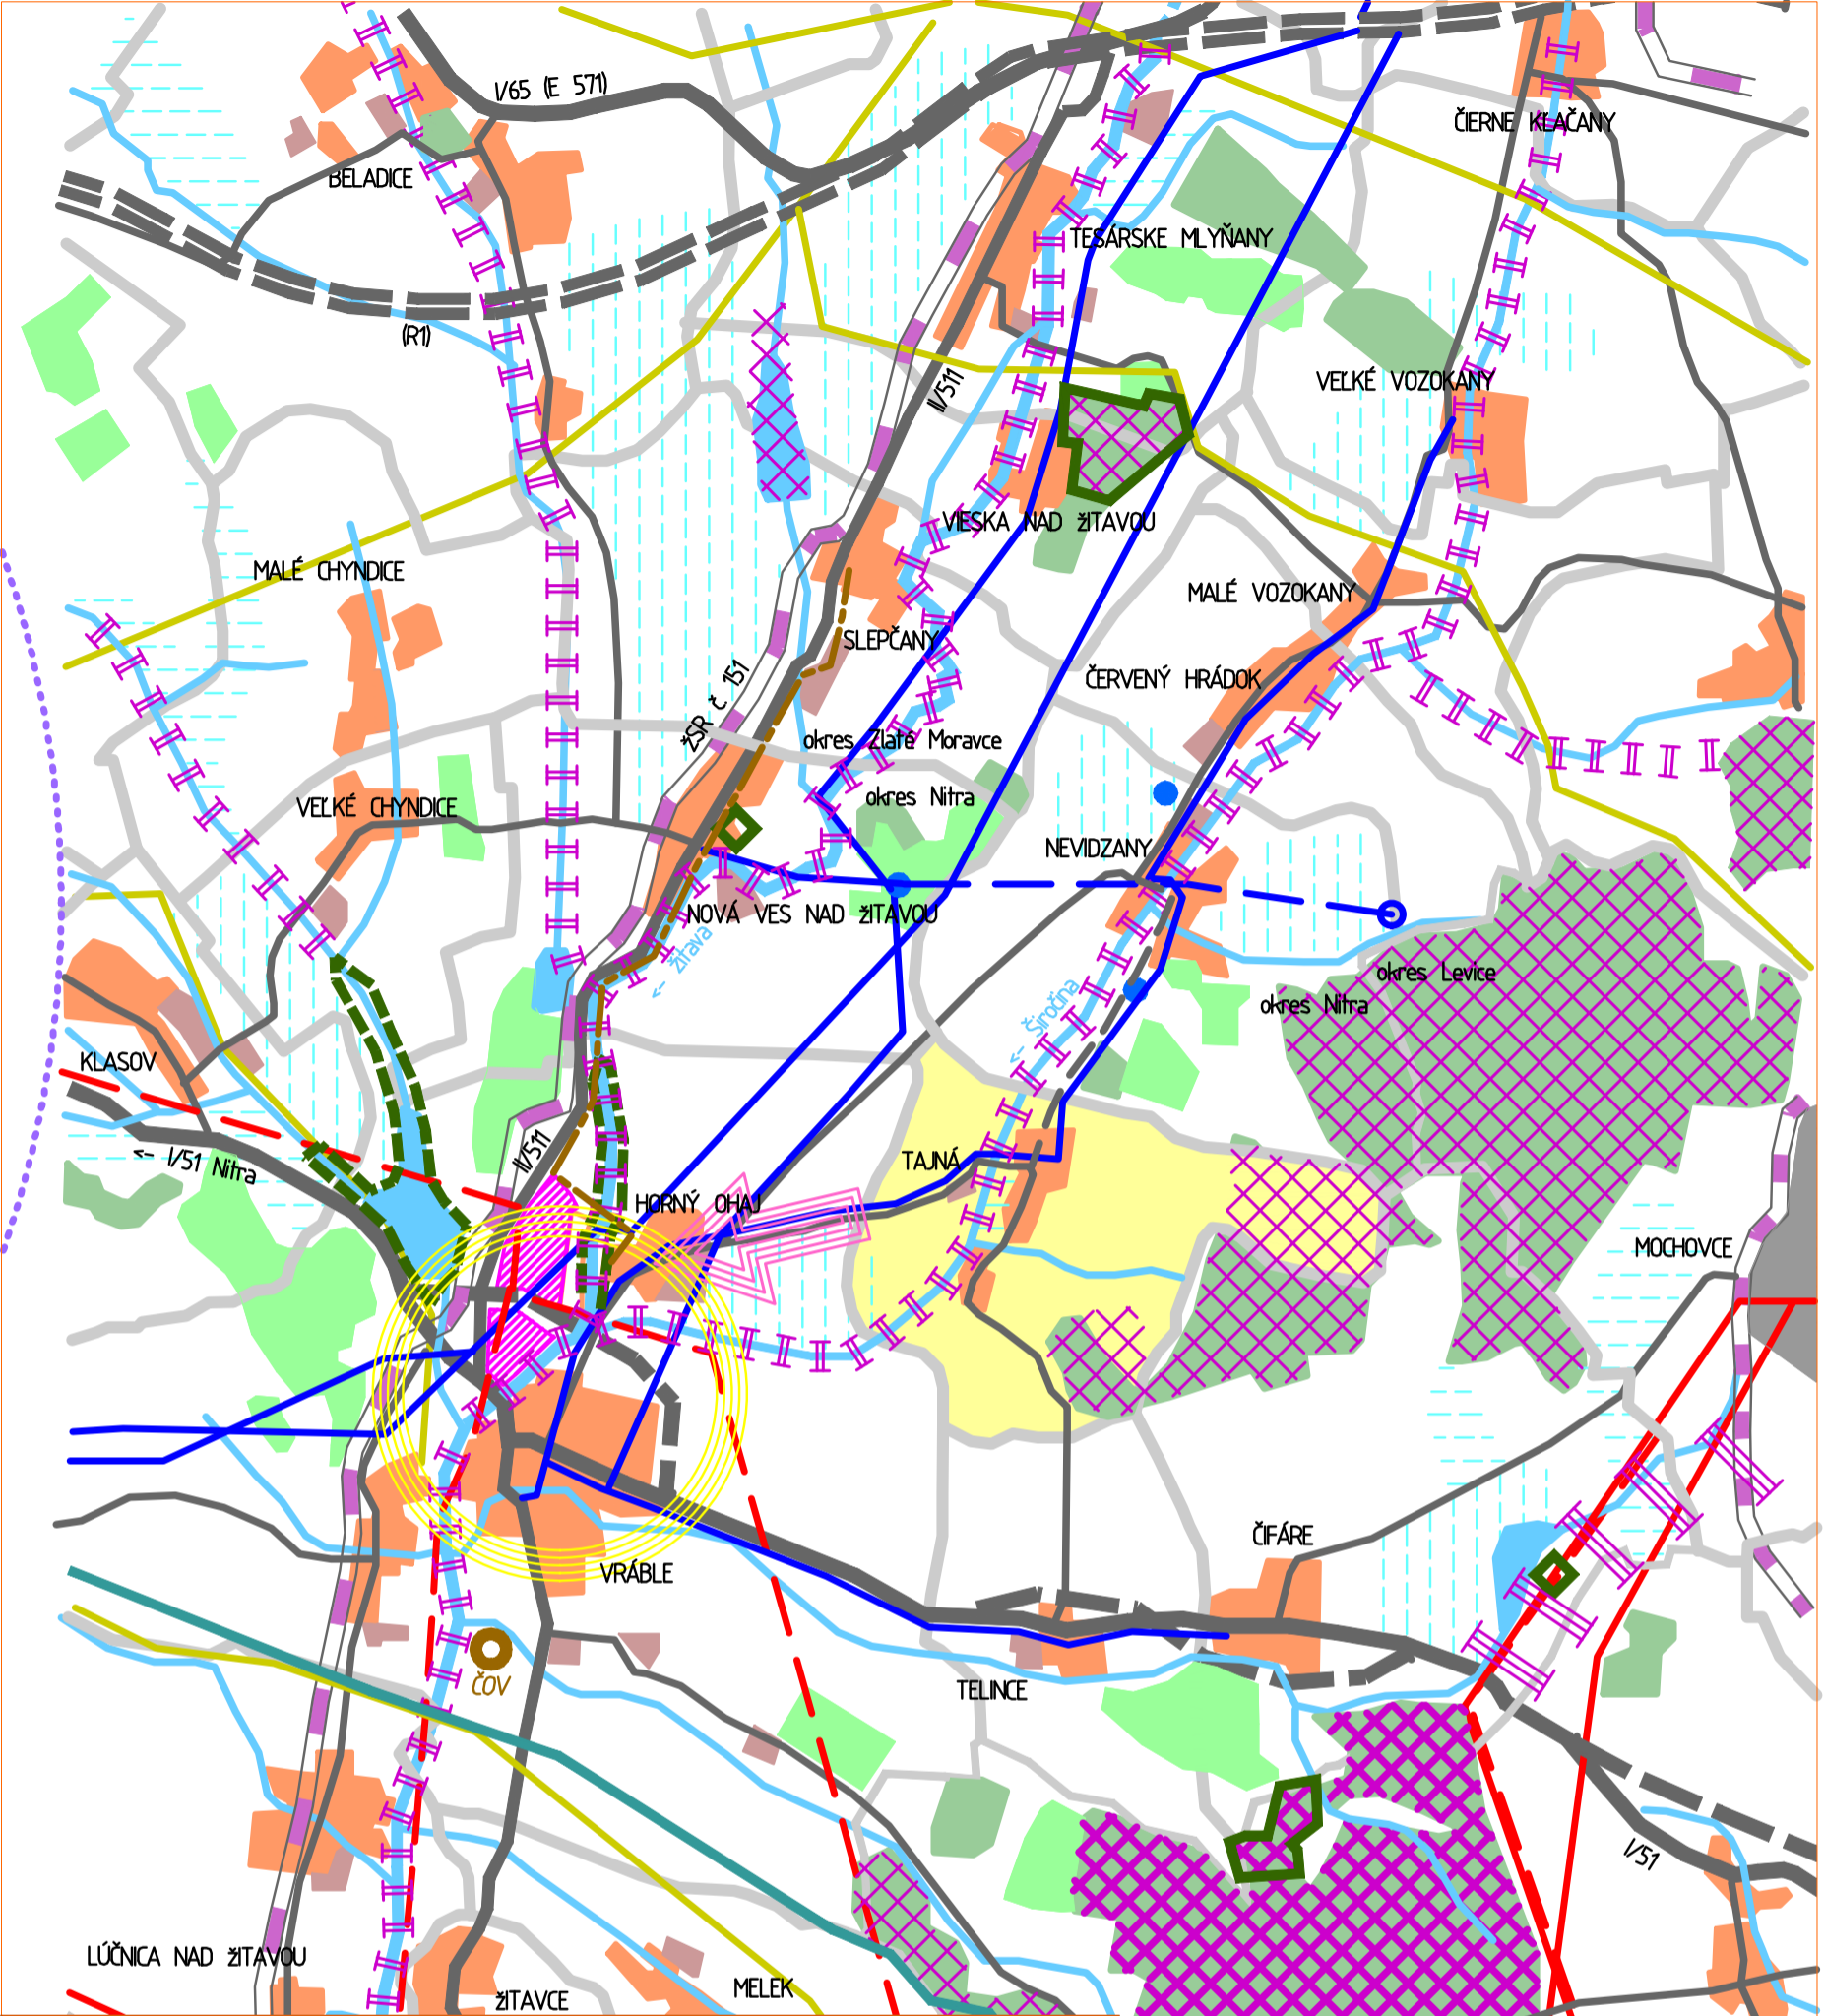 I/65 (E 571)
ČIERNE KĽAČANY
BELADICE
TESÁRSKE MLYŇANY
(R1)
II/511
VEĽKÉ VOZOKANY
VIESKA NAD ŽITAVOU
MALÉ CHYNDICE
MALÉ VOZOKANY
SLEPČANY
ČERVENÝ HRÁDOK
ŽSR č. 151
okres Zlaté Moravce
okres Nitra
VEĽKÉ CHYNDICE
NEVIDZANY
NOVÁ VES NAD ŽITAVOU
<- Žitava
okres Levice
okres Nitra
<- Širočina
KLASOV
II/511
<- I/51 Nitra
TAJNÁ
HORNÝ OHAJ
MOCHOVCE
ČIFÁRE
VRÁBLE
ČOV
TELINCE
I/51
LÚČNICA NAD ŽITAVOU
MELEK
ŽITAVCE